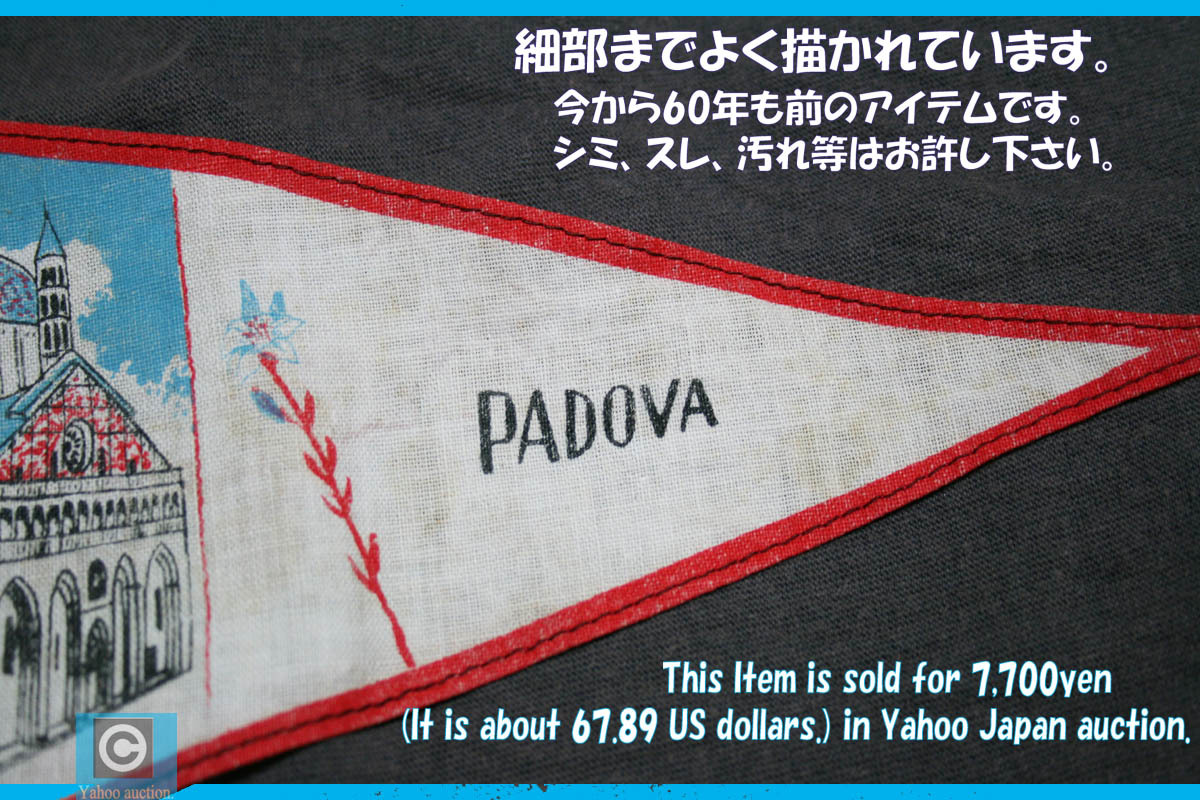 細部までよく描かれています。
今から60年も前のアイテムです。
シミ、スレ、汚れ等はお許し下さい。
PADOVA
This Item is sold for 7,700yen
(It is about 67.89 US dollars.) in Yahoo Japan auction.
C
Yahoo auction.